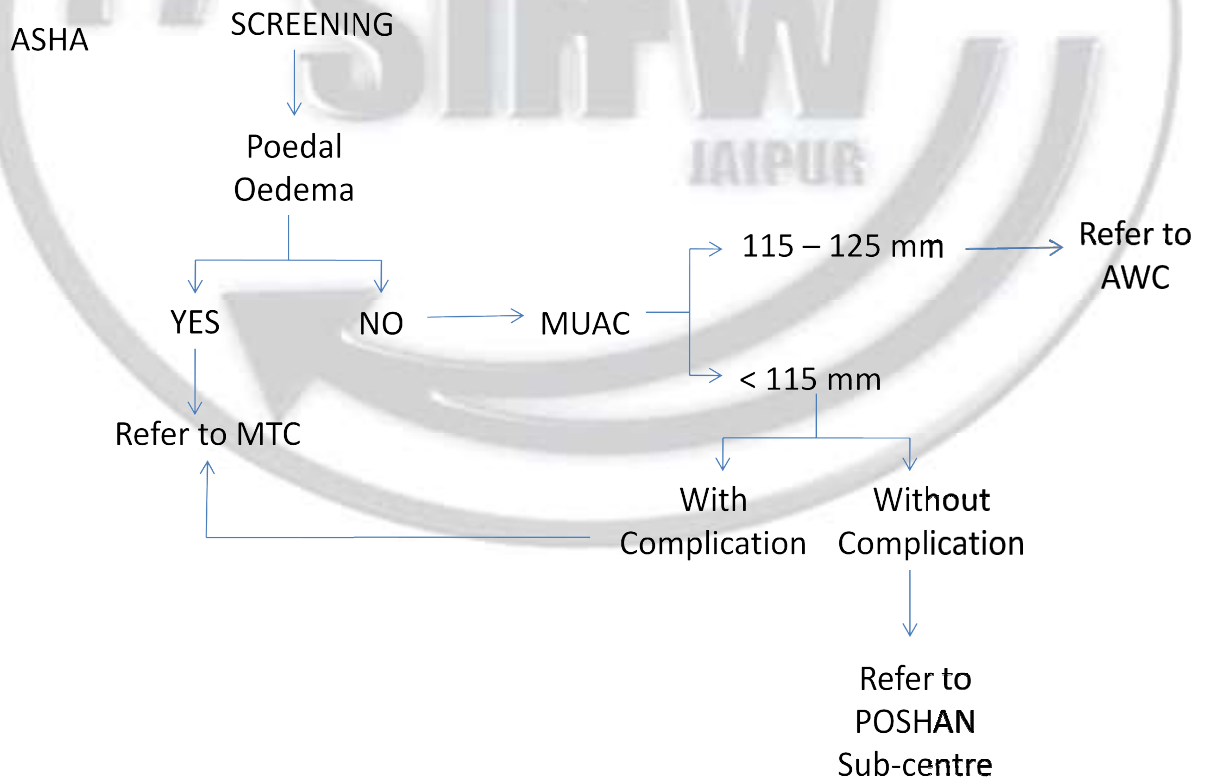 SIHFW
JAIPUR
ASHA
SCREENING
Poedal
Oedema
YES
NO
MUAC
115 – 125 mm
Refer to
AWC
< 115 mm
Refer to MTC
With
Complication
Without
Complication
Refer to
POSHAN
Sub-centre